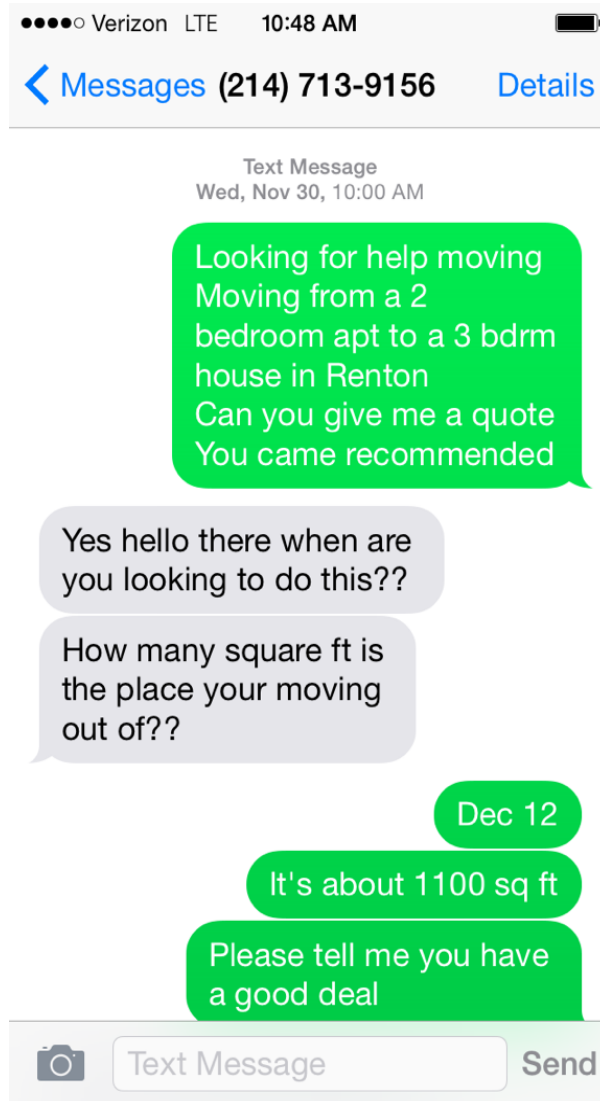 Verizon LTE 10:48 AM
Messages (214) 713-9156 Details
Text Message
Wed, Nov 30, 10:00 AM
Looking for help moving
Moving from a 2
bedroom apt to a 3 bdrm
house in Renton
Can you give me a quote
You came recommended
Yes hello there when are
you looking to do this??
How many square ft is
the place your moving
out of??
Dec 12
It's about 1100 sq ft
Please tell me you have
a good deal
Text Message Send